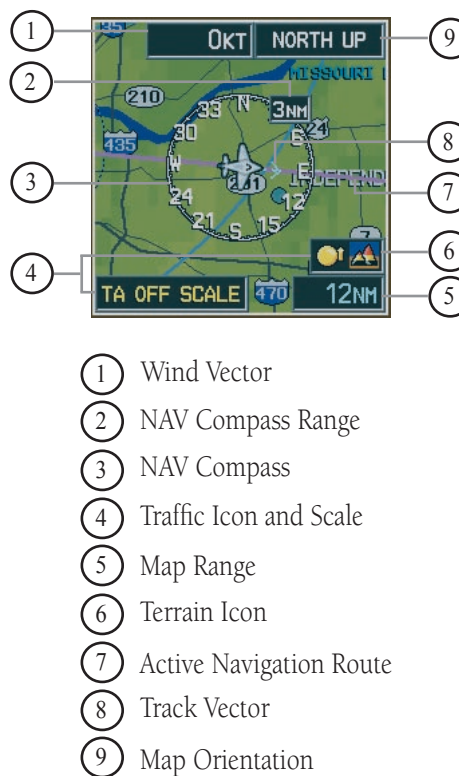 1
0KT
NORTH UP
9
MISSOURI
2
210
3NM
33
N
24
30
6
8
435
W
E
3
INDEPEND
7
24
12
21
S
15
7
6
4
TA OFF SCALE
470
12NM
5
1 Wind Vector
2 NAV Compass Range
3 NAV Compass
4 Traffic Icon and Scale
5 Map Range
6 Terrain Icon
7 Active Navigation Route
8 Track Vector
9 Map Orientation